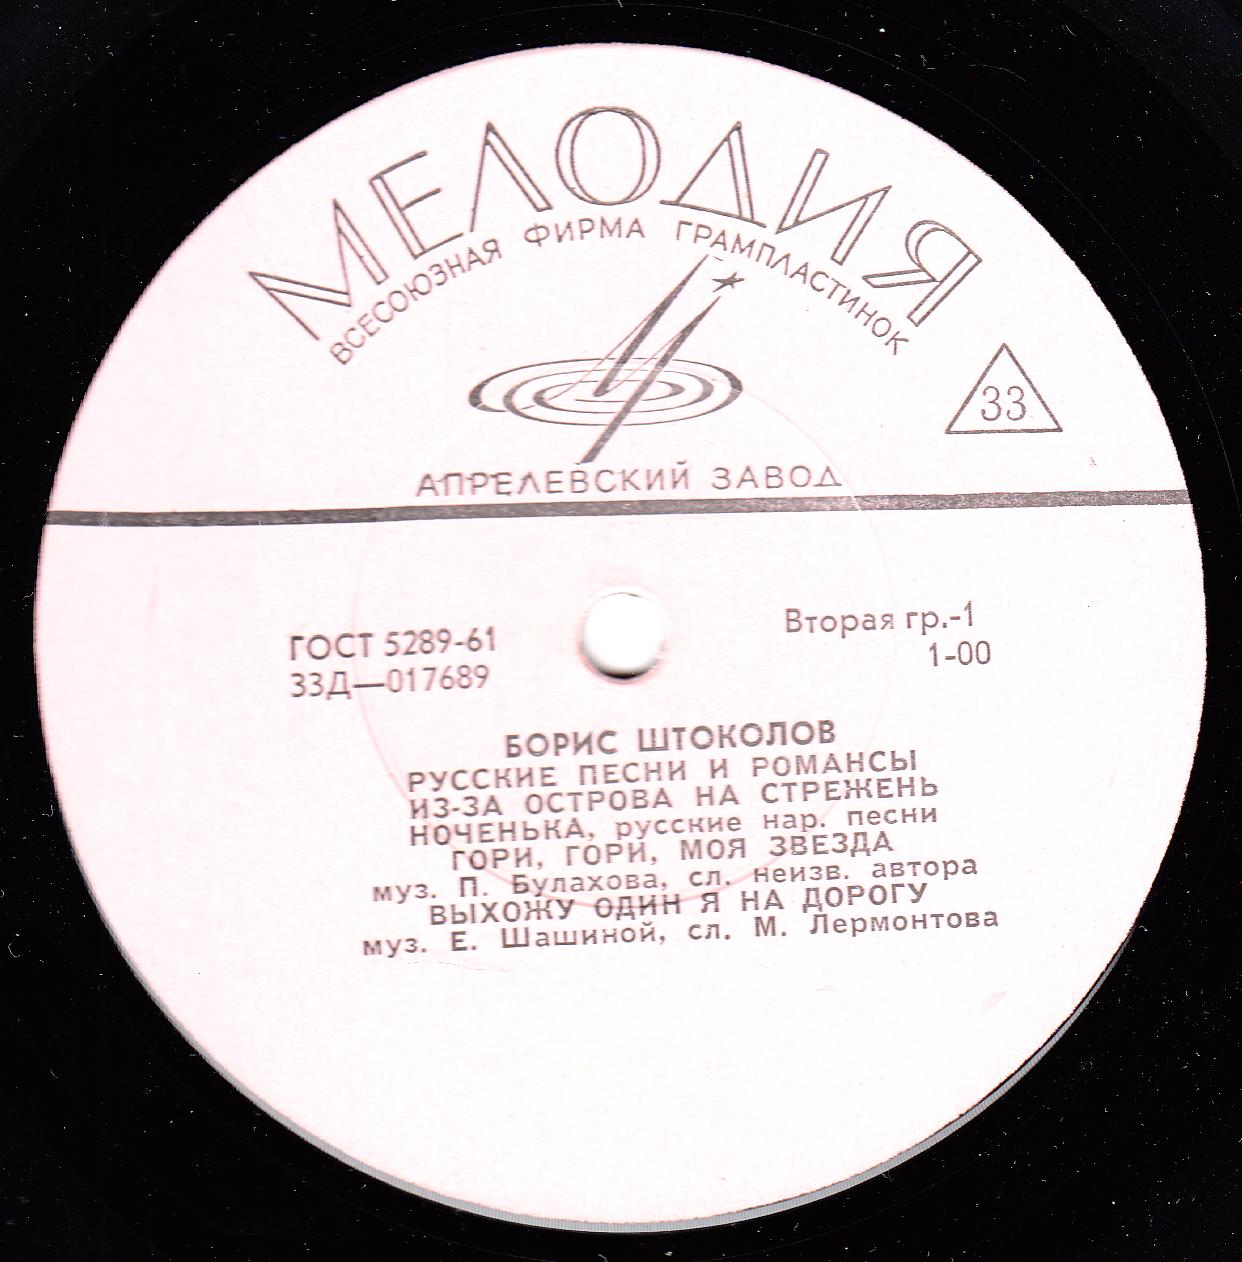 МЕЛОДИЯ
ВСЕСОЮЗНАЯ ФИРМА ГРАМПЛАСТИНОК
33
АПРЕЛЕВСКИЙ ЗАВОД
ГОСТ 5289-61
33Д—017689
Вторая гр.-1
1-00
БОРИС ШТОКОЛОВ
РУССКИЕ ПЕСНИ И РОМАНСЫ
ИЗ-ЗА ОСТРОВА НА СТРЕЖЕНЬ
НОЧЕНЬКА, русские нар. песни
ГОРИ, ГОРИ, МОЯ ЗВЕЗДА
муз. П. Булахова, сл. неизв. автора
ВЫХОЖУ ОДИН Я НА ДОРОГУ
муз. Е. Шашиной, сл. М. Лермонтова